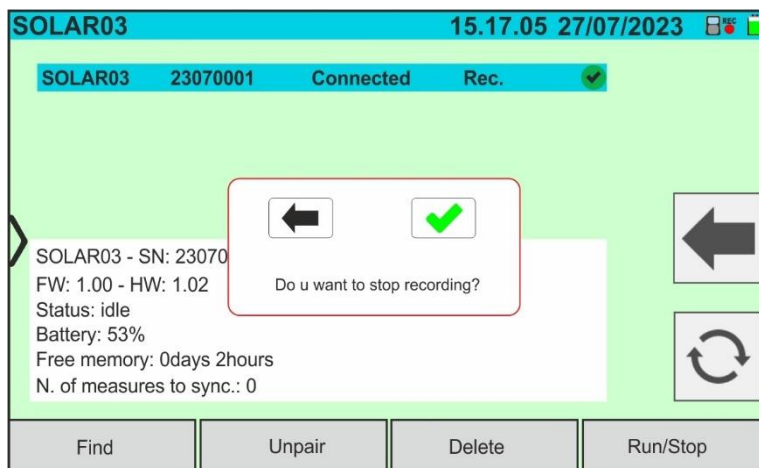 SOLAR03 15.17.05 27/07/2023 REC
SOLAR03 23070001 Connected Rec.
Do u want to stop recording?
SOLAR03 - SN: 23070
FW: 1.00 - HW: 1.02
Status: idle
Battery: 53%
Free memory: 0days 2hours
N. of measures to sync.: 0
Find Unpair Delete Run/Stop